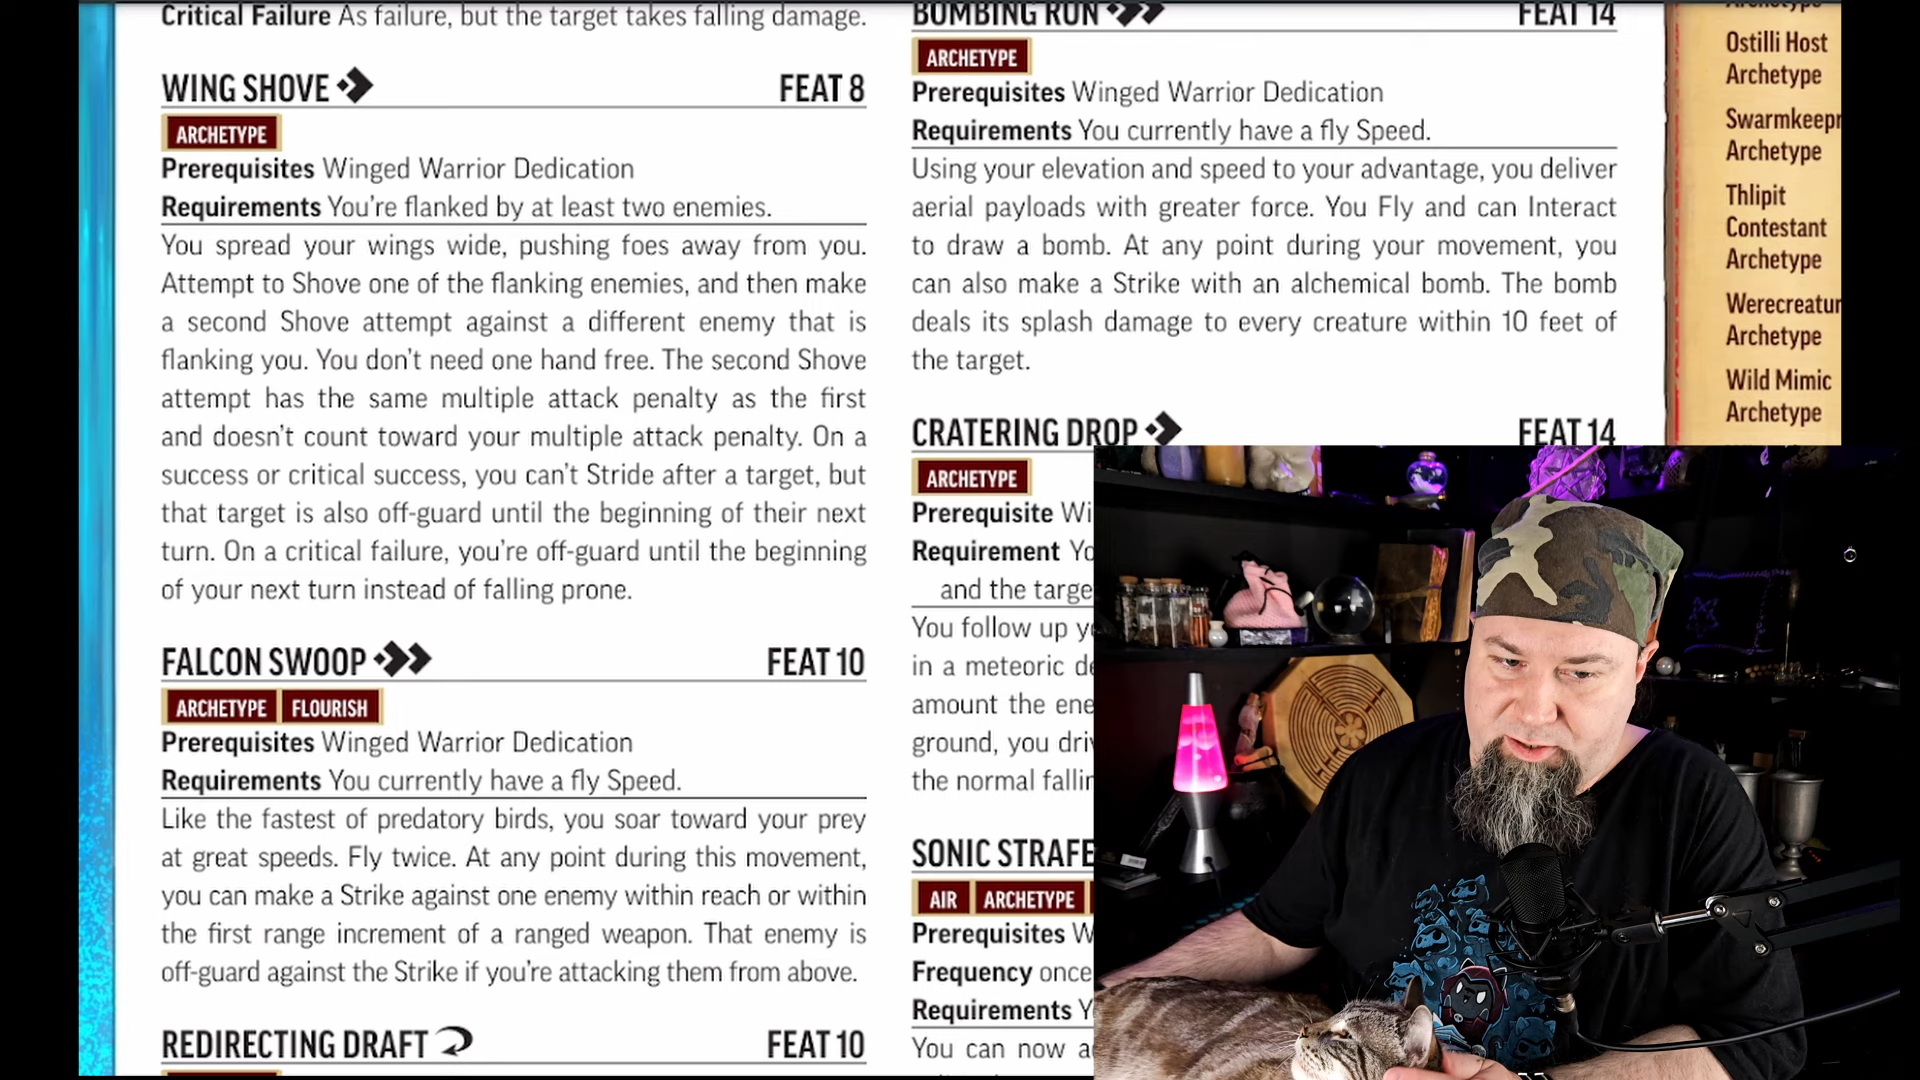 Critical Failure As failure, but the target takes falling damage.
WING SHOVE
FEAT 8
ARCHETYPE
Prerequisites Winged Warrior Dedication
Requirements You're flanked by at least two enemies.
You spread your wings wide, pushing foes away from you.
Attempt to Shove one of the flanking enemies, and then make
a second Shove attempt against a different enemy that is
flanking you. You don't need one hand free. The second Shove
attempt has the same multiple attack penalty as the first
and doesn't count toward your multiple attack penalty. On a
success or critical success, you can't Stride after a target, but
that target is also off-guard until the beginning of their next
turn. On a critical failure, you're off-guard until the beginning
of your next turn instead of falling prone.
FALCON SWOOP
FEAT 10
ARCHETYPE
FLOURISH
Prerequisites Winged Warrior Dedication
Requirements You currently have a fly Speed.
Like the fastest of predatory birds, you soar toward your prey
at great speeds. Fly twice. At any point during this movement,
you can make a Strike against one enemy within reach or within
the first range increment of a ranged weapon. That enemy is
off-guard against the Strike if you're attacking them from above.
REDIRECTING DRAFT
FEAT 10
BOMBING RUN
FEAT 14
ARCHETYPE
Prerequisites Winged Warrior Dedication
Requirements You currently have a fly Speed.
Using your elevation and speed to your advantage, you deliver
aerial payloads with greater force. You Fly and can Interact
to draw a bomb. At any point during your movement, you
can also make a Strike with an alchemical bomb. The bomb
deals its splash damage to every creature within 10 feet of
the target.
CRATERING DROP
FEAT 14
ARCHETYPE
Prerequisite Wi
Requirement Yo
and the targe
You follow up y
in a meteoric de
amount the ene
ground, you driv
the normal fallin
SONIC STRAFE
AIR
ARCHETYPE
Prerequisites W
Frequency once
Requirements Y
You can now a
Archetype
Ostilli Host
Archetype
Swarmkeepr
Archetype
Thlipit
Contestant
Archetype
Werecreatur
Archetype
Wild Mimic
Archetype